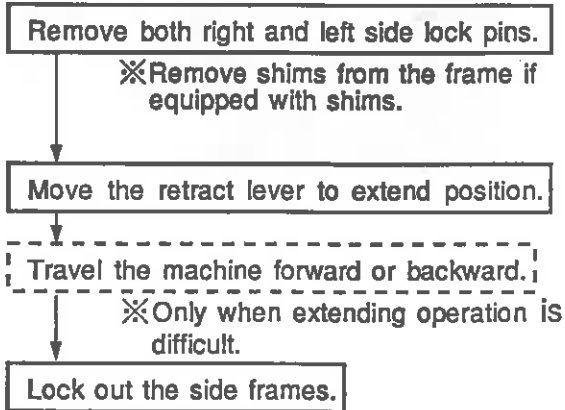 Remove both right and left side lock pins.
※Remove shims from the frame if
equipped with shims.
Move the retract lever to extend position.
Travel the machine forward or backward.
※Only when extending operation is
difficult.
Lock out the side frames.